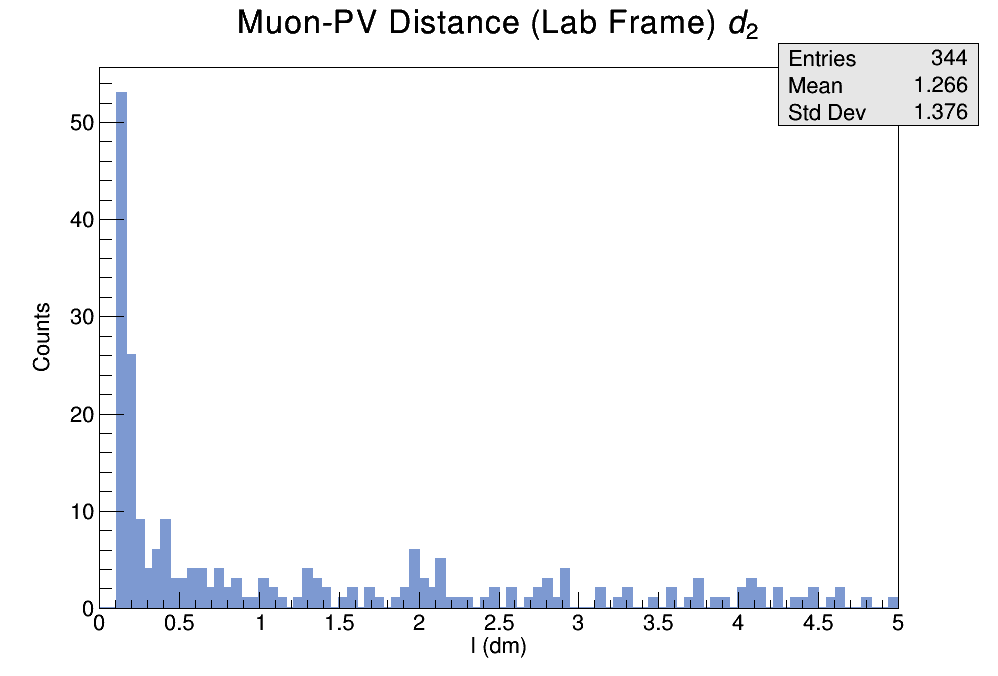 Muon-PV Distance (Lab Frame) d₂
Entries 344
Mean 1.266
Std Dev 1.376
Counts
50
40
30
20
10
0
0 0.5 1 1.5 2 2.5 3 3.5 4 4.5 5
l (dm)